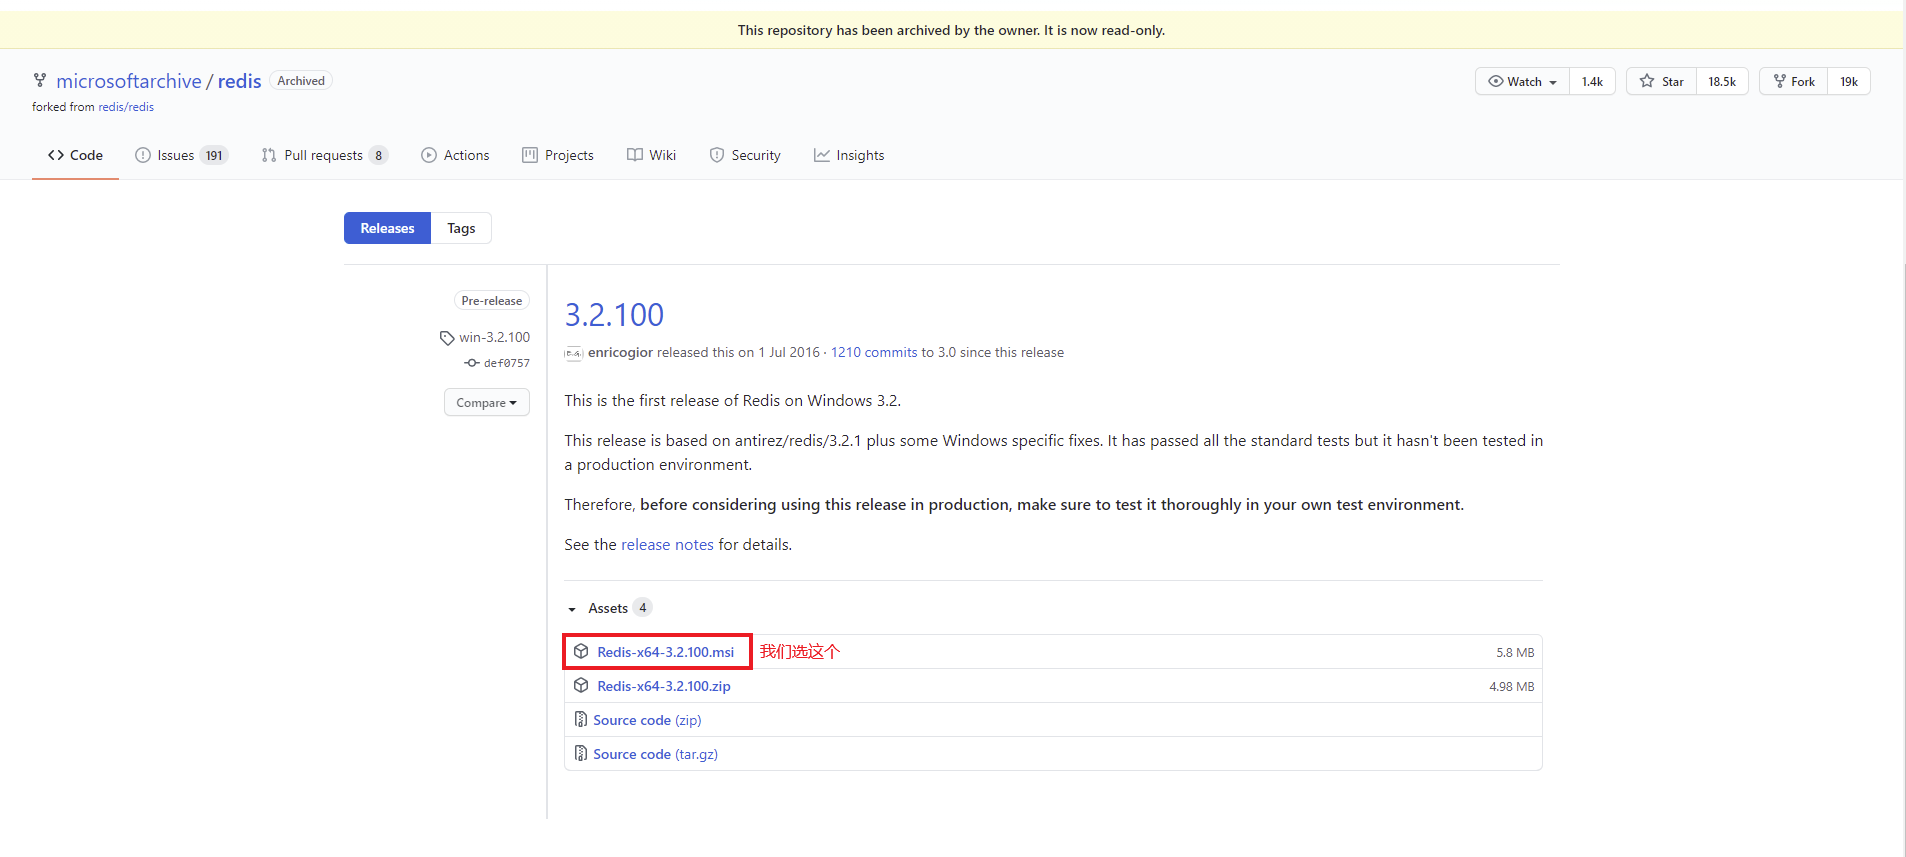 This repository has been archived by the owner. It is now read-only.
microsoftarchive / redis Archived
Watch 1.4k Star 18.5k Fork 19k
forked from redis/redis
Code Issues 191 Pull requests 8 Actions Projects Wiki Security Insights
Releases Tags
Pre-release
win-3.2.100
def0757
Compare
3.2.100
enricogior released this on 1 Jul 2016 · 1210 commits to 3.0 since this release
This is the first release of Redis on Windows 3.2.
This release is based on antirez/redis/3.2.1 plus some Windows specific fixes. It has passed all the standard tests but it hasn't been tested in
a production environment.
Therefore, before considering using this release in production, make sure to test it thoroughly in your own test environment.
See the release notes for details.
Assets 4
Redis-x64-3.2.100.msi 我们选这个 5.8 MB
Redis-x64-3.2.100.zip 4.98 MB
Source code (zip)
Source code (tar.gz)